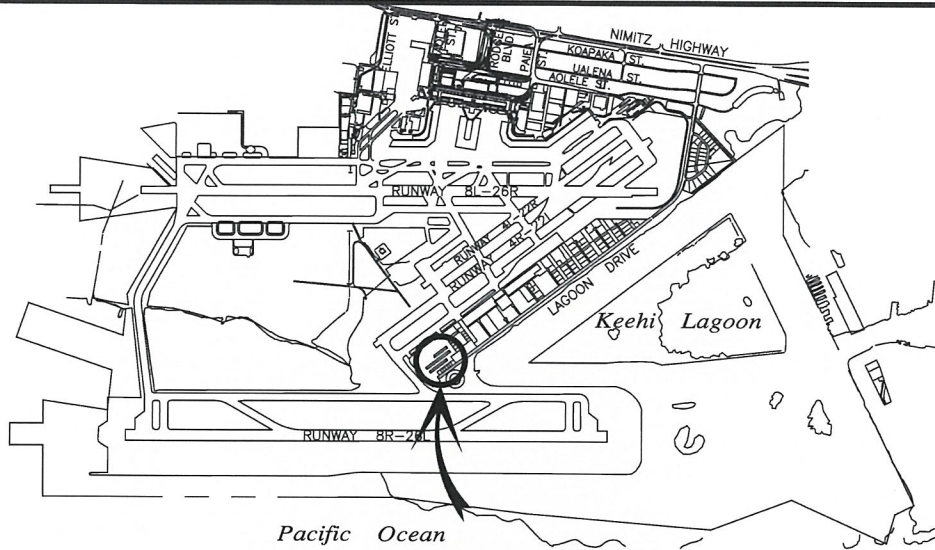 NIMITZ HIGHWAY
ELLIOTT ST.
RODGERS BLVD
PAIEA ST.
KOAPAKA ST.
UALENA ST.
AOLELE ST.
RUNWAY 8L-26R
RUNWAY 4L-22R
RUNWAY 4R-22L
LAGOON DRIVE
Keehi Lagoon
RUNWAY 8R-26L
Pacific Ocean